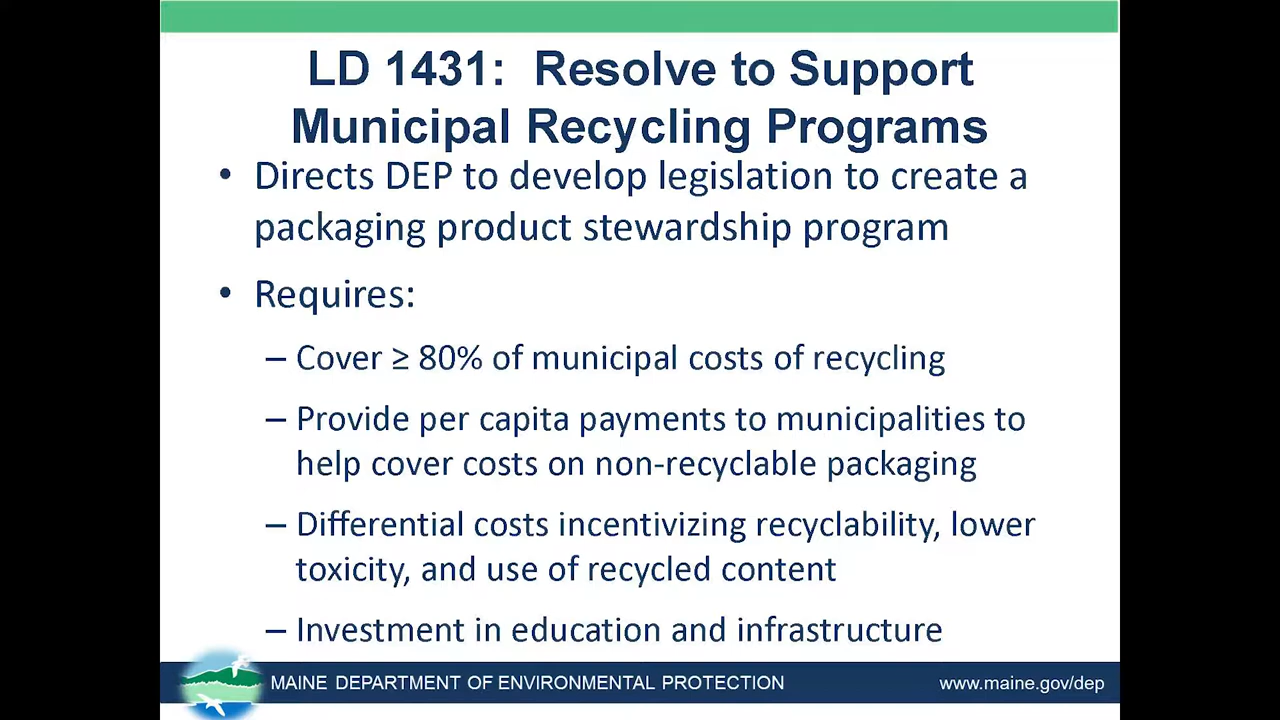 LD 1431:  Resolve to Support
Municipal Recycling Programs
• Directs DEP to develop legislation to create a
packaging product stewardship program
• Requires:
– Cover ≥ 80% of municipal costs of recycling
– Provide per capita payments to municipalities to
help cover costs on non-recyclable packaging
– Differential costs incentivizing recyclability, lower
toxicity, and use of recycled content
– Investment in education and infrastructure
MAINE DEPARTMENT OF ENVIRONMENTAL PROTECTION
www.maine.gov/dep